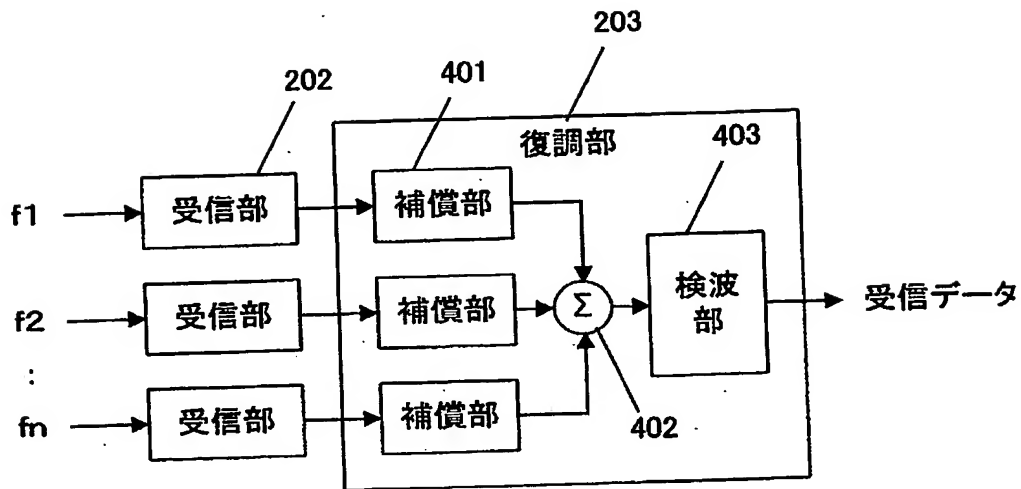 203
202
401
復調部
403
f1
受信部
補償部
f2
受信部
補償部
Σ
検波部
受信データ
:
fn
受信部
補償部
402